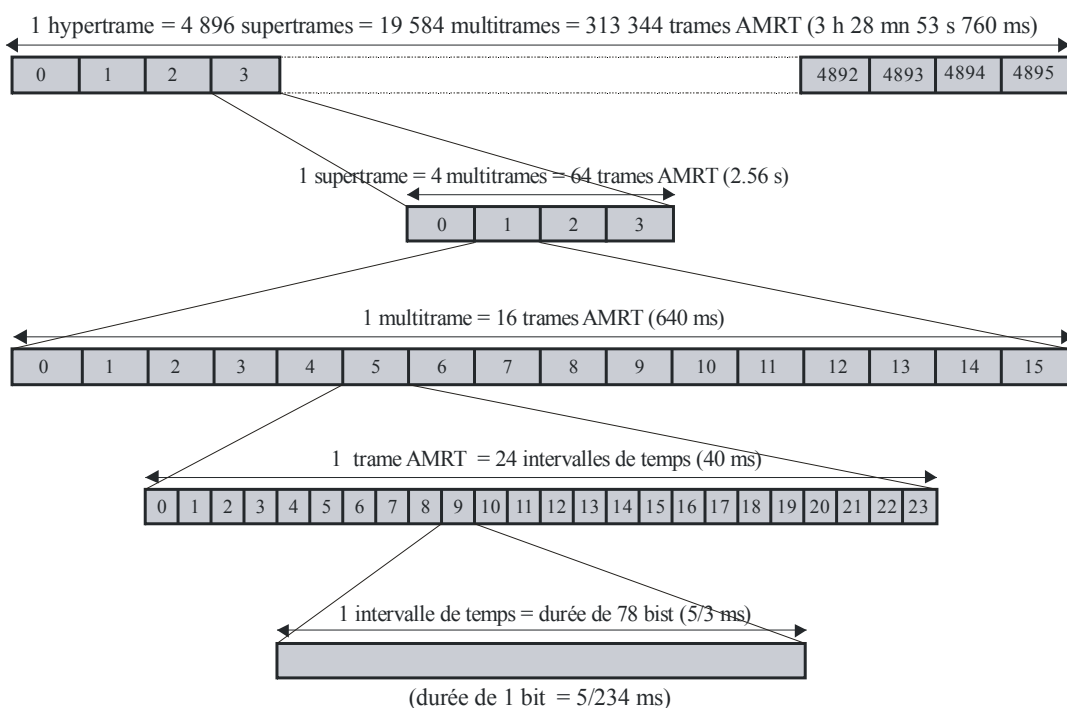 1 hypertrame = 4 896 supertrames = 19 584 multitrames = 313 344 trames AMRT (3 h 28 mn 53 s 760 ms)
0 1 2 3 4892 4893 4894 4895
1 supertrame = 4 multitrames = 64 trames AMRT (2.56 s)
0 1 2 3
1 multitrame = 16 trames AMRT (640 ms)
0 1 2 3 4 5 6 7 8 9 10 11 12 13 14 15
1 trame AMRT = 24 intervalles de temps (40 ms)
0 1 2 3 4 5 6 7 8 9 10 11 12 13 14 15 16 17 18 19 20 21 22 23
1 intervalle de temps = durée de 78 bist (5/3 ms)
(durée de 1 bit = 5/234 ms)